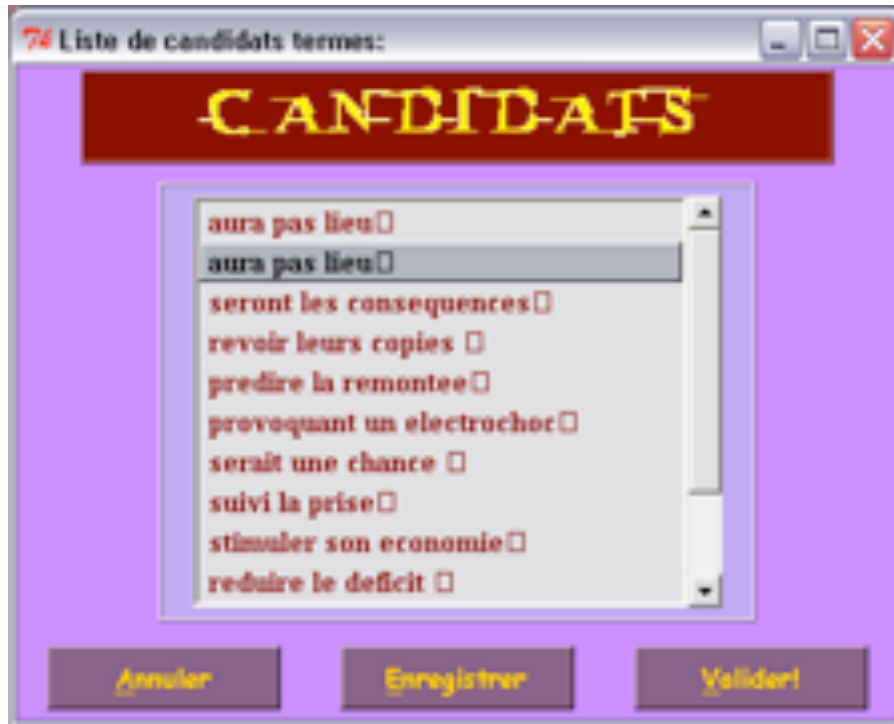 Liste de candidats termes:
CANDIDATS
aura pas lieu□
aura pas lieu□
seront les consequences□
revoir leurs copies □
predire la remontee□
provoquant un electrochoc□
serait une chance □
suivi la prise□
stimuler son economie□
reduire le deficit □
Annuler Enregistrer Valider!